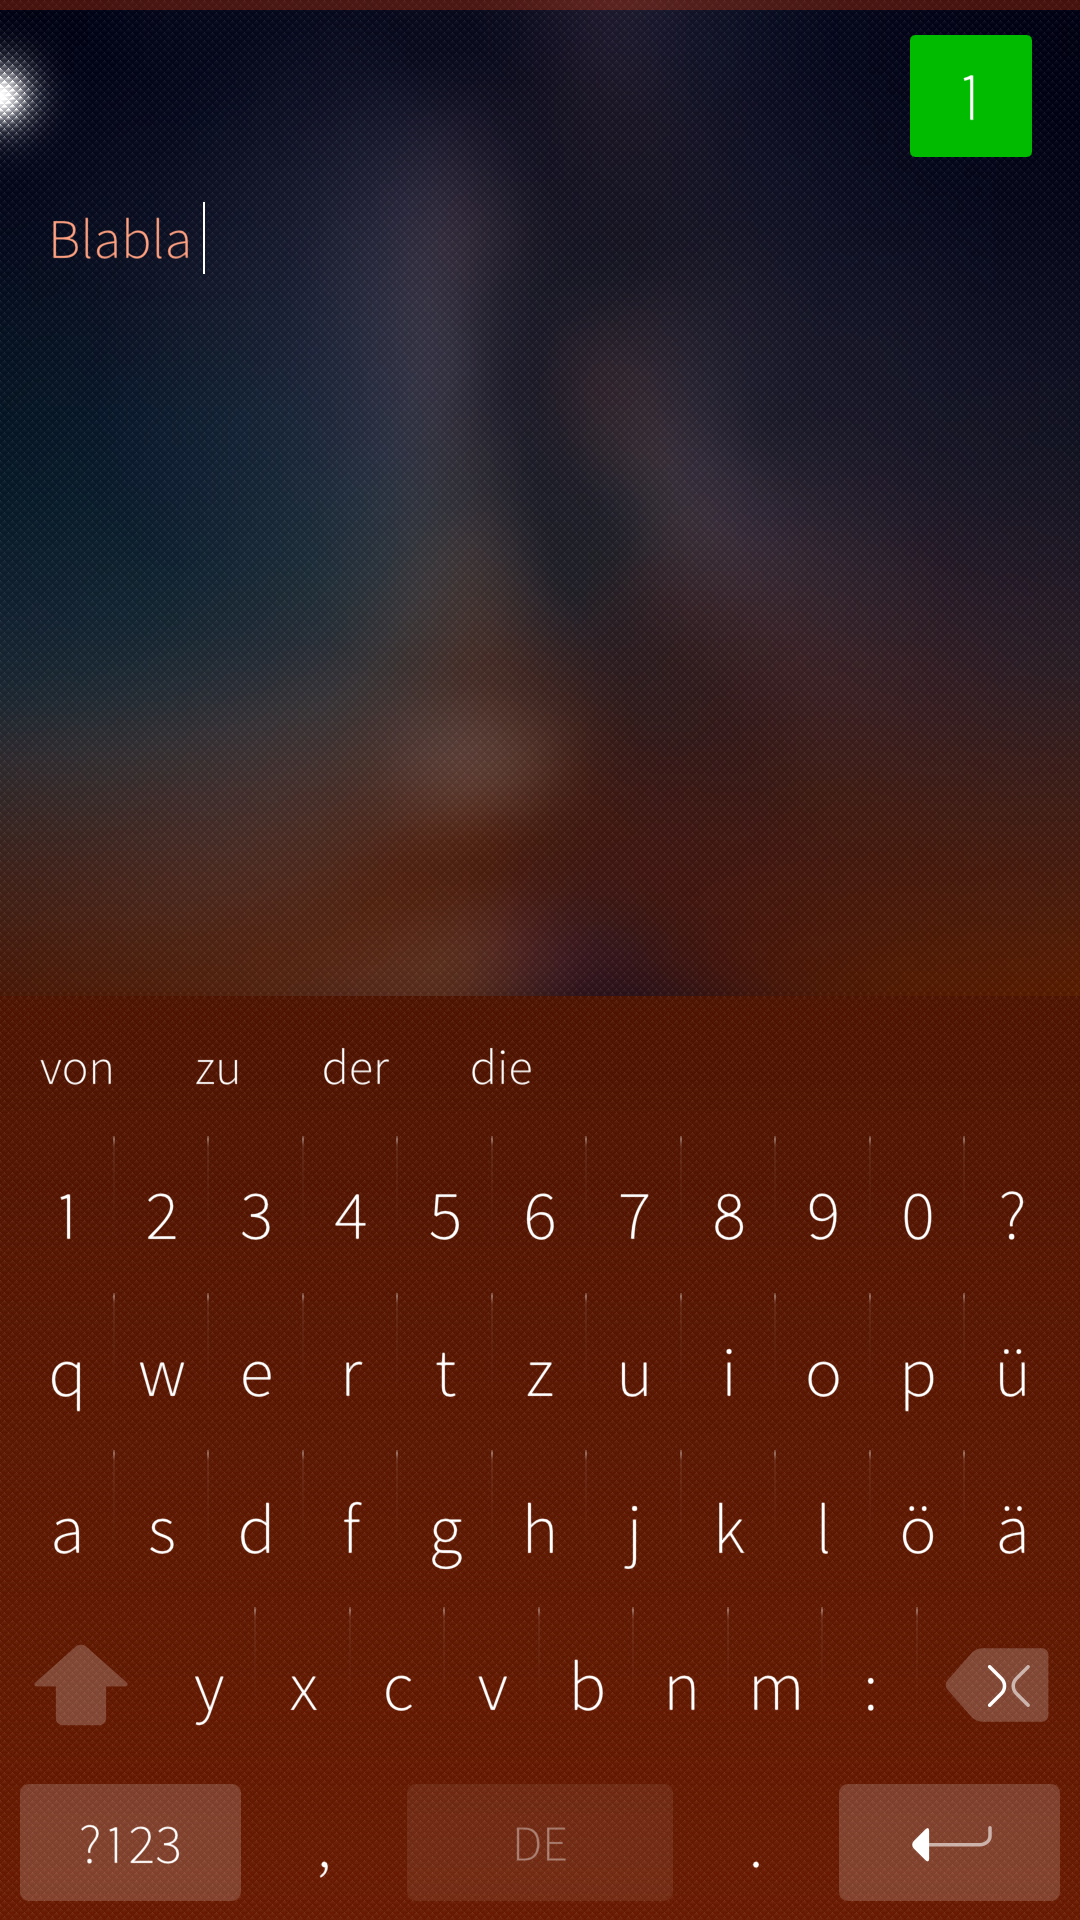 1
Blabla
von zu der die
1 2 3 4 5 6 7 8 9 0 ?
q w e r t z u i o p ü
a s d f g h j k l ö ä
y x c v b n m :
?123 , DE .